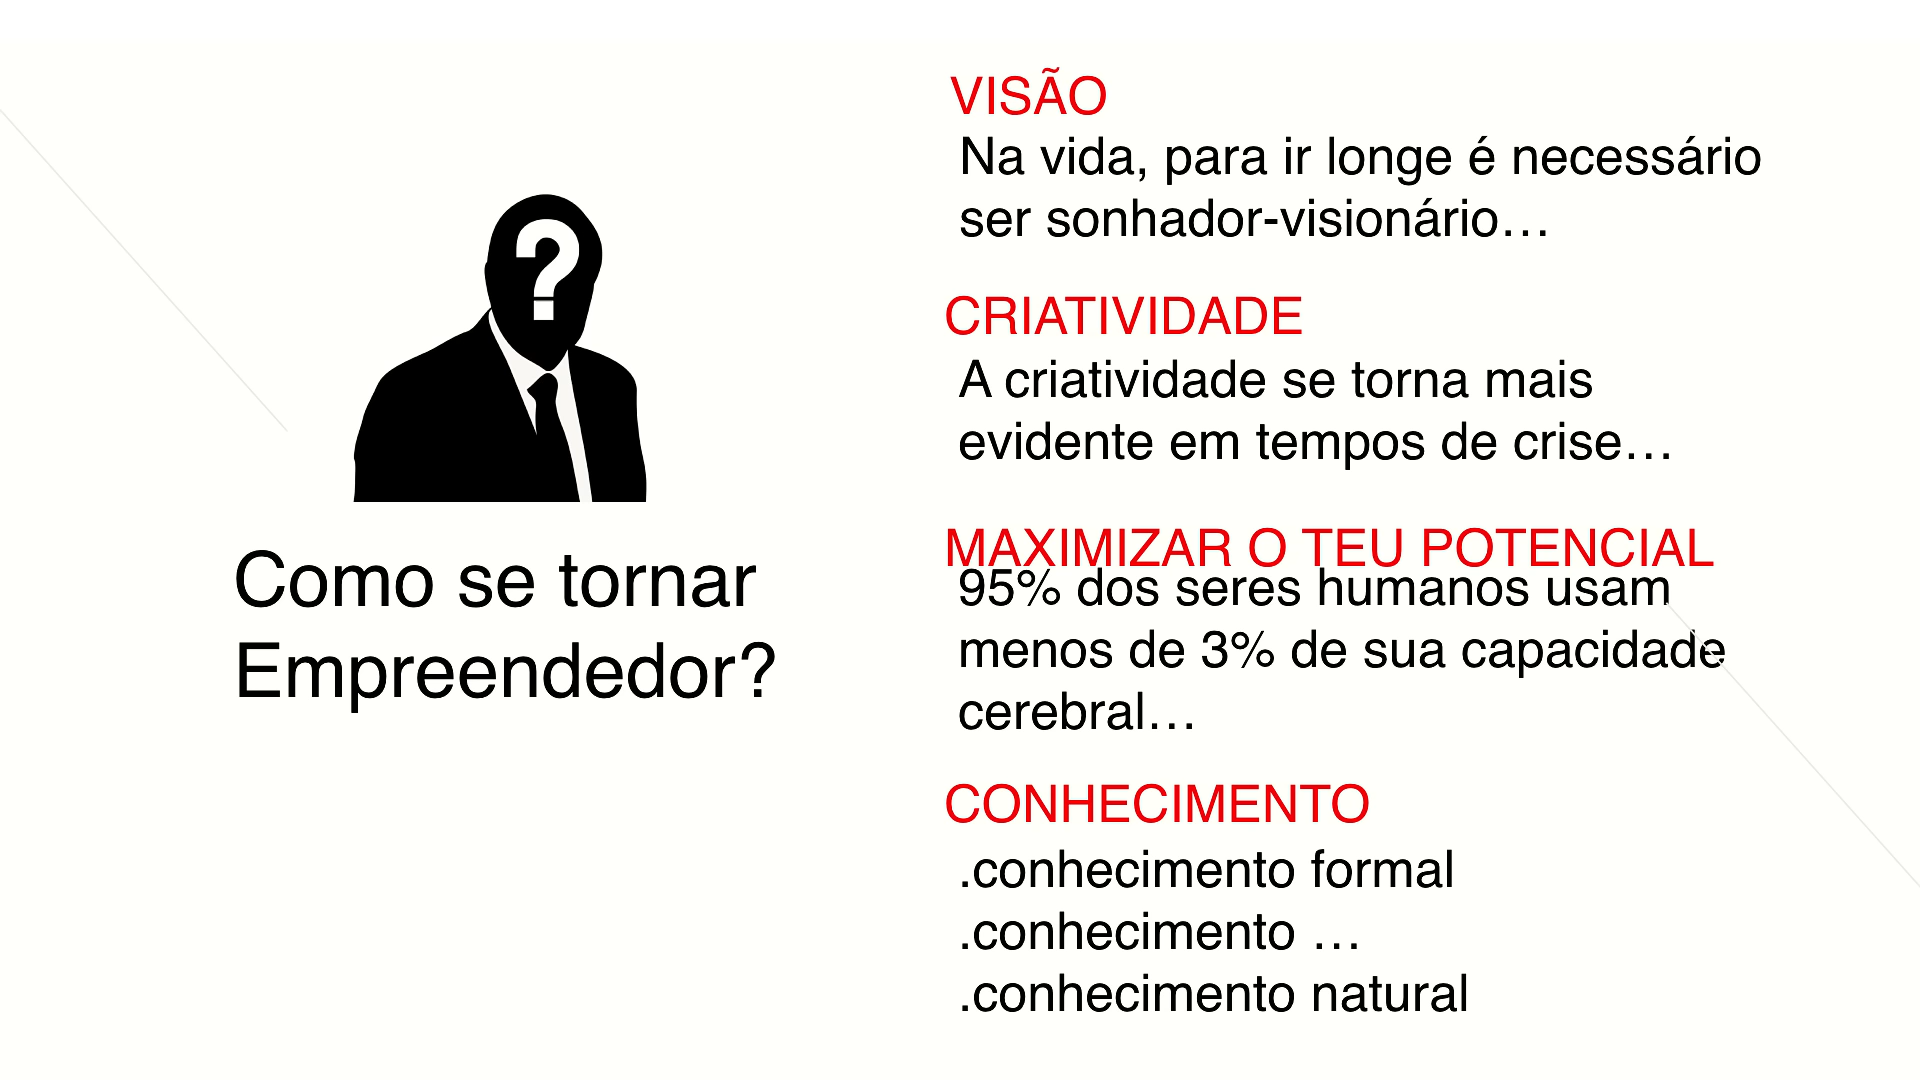 ?
Como se tornar
Empreendedor?
VISÃO
Na vida, para ir longe é necessário
ser sonhador-visionário…
CRIATIVIDADE
A criatividade se torna mais
evidente em tempos de crise…
MAXIMIZAR O TEU POTENCIAL
95% dos seres humanos usam
menos de 3% de sua capacidade
cerebral…
CONHECIMENTO
.conhecimento formal
.conhecimento …
.conhecimento natural